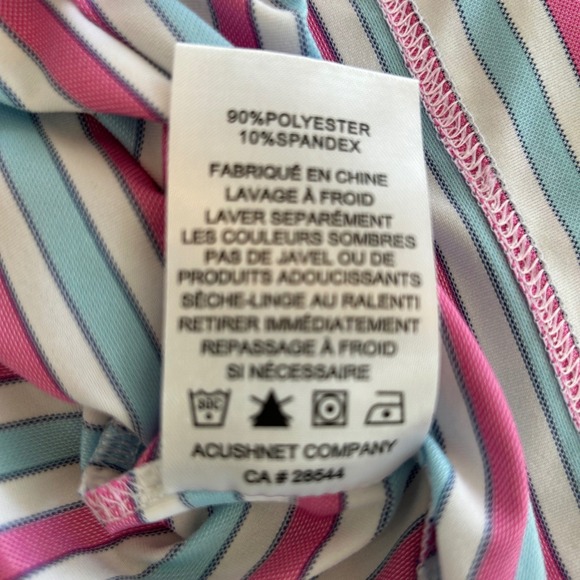 90%POLYESTER
10%SPANDEX
FABRIQUÉ EN CHINE
LAVAGE À FROID
LAVER SEPARÉMENT
LES COULEURS SOMBRES
PAS DE JAVEL OU DE
PRODUITS ADOUCISSANTS
SÈCHE-LINGE AU RALENTI
RETIRER IMMÉDIATEMENT
REPASSAGE À FROID
SI NÉCESSAIRE
ACUSHNET COMPANY
CA # 28544